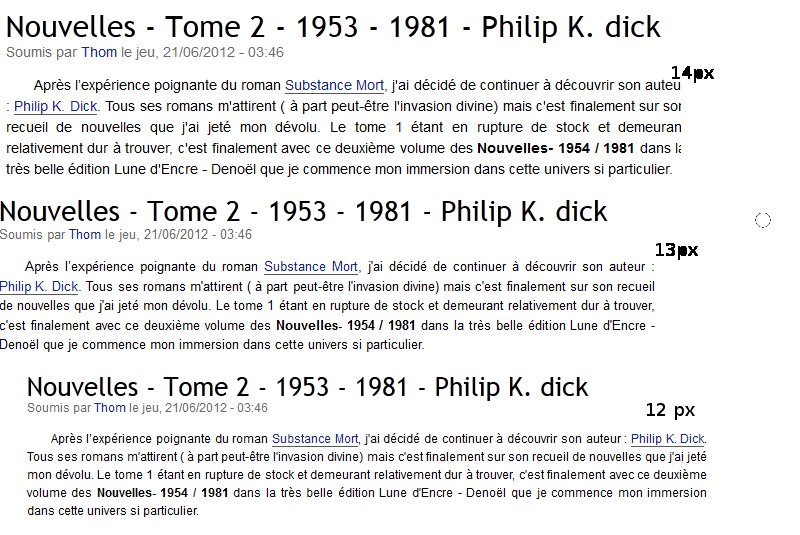 Nouvelles - Tome 2 - 1953 - 1981 - Philip K. dick
Soumis par Thom le jeu, 21/06/2012 - 03:46
14px
Après l'expérience poignante du roman Substance Mort, j'ai décidé de continuer à découvrir son auteu
: Philip K. Dick. Tous ses romans m'attirent ( à part peut-être l'invasion divine) mais c'est finalement sur son
recueil de nouvelles que j'ai jeté mon dévolu. Le tome 1 étant en rupture de stock et demeuran
relativement dur à trouver, c'est finalement avec ce deuxième volume des Nouvelles- 1954 / 1981 dans la
très belle édition Lune d'Encre - Denoël que je commence mon immersion dans cette univers si particulier.
Nouvelles - Tome 2 - 1953 - 1981 - Philip K. dick
Soumis par Thom le jeu, 21/06/2012 - 03:46
13px
Après l'expérience poignante du roman Substance Mort, j'ai décidé de continuer à découvrir son auteur :
Philip K. Dick. Tous ses romans m'attirent ( à part peut-être l'invasion divine) mais c'est finalement sur son recueil
de nouvelles que j'ai jeté mon dévolu. Le tome 1 étant en rupture de stock et demeurant relativement dur à trouver,
c'est finalement avec ce deuxième volume des Nouvelles- 1954 / 1981 dans la très belle édition Lune d'Encre -
Denoël que je commence mon immersion dans cette univers si particulier.
Nouvelles - Tome 2 - 1953 - 1981 - Philip K. dick
Soumis par Thom le jeu, 21/06/2012 - 03:46
12 px
Après l'expérience poignante du roman Substance Mort, j'ai décidé de continuer à découvrir son auteur : Philip K. Dick.
Tous ses romans m'attirent ( à part peut-être l'invasion divine) mais c'est finalement sur son recueil de nouvelles que j'ai jeté
mon dévolu. Le tome 1 étant en rupture de stock et demeurant relativement dur à trouver, c'est finalement avec ce deuxième
volume des Nouvelles- 1954 / 1981 dans la très belle édition Lune d'Encre - Denoël que je commence mon immersion
dans cette univers si particulier.